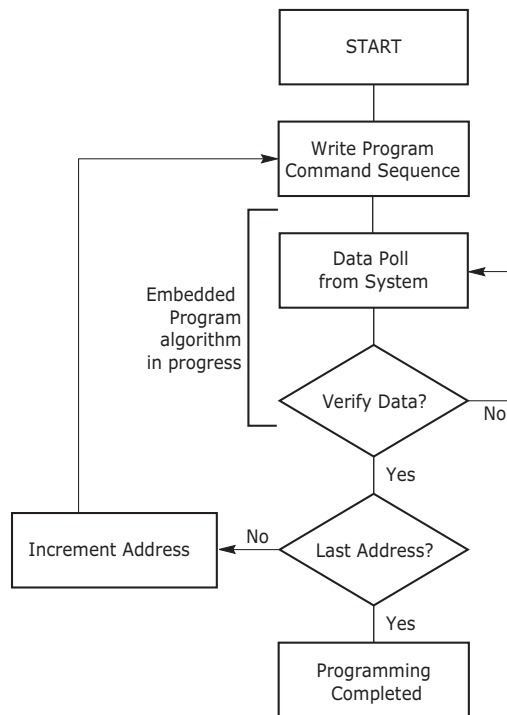 START
Write Program
Command Sequence
Data Poll
from System
Embedded
Program
algorithm
in progress
Verify Data?
No
Yes
Last Address?
No
Increment Address
Yes
Programming
Completed